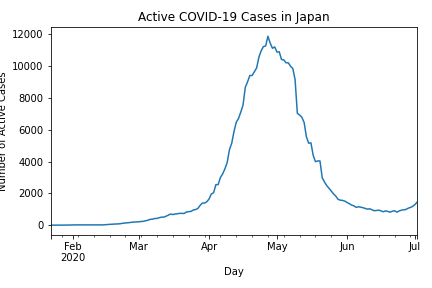 Active COVID-19 Cases in Japan
Number of Active Cases
12000
10000
8000
6000
4000
2000
0
Feb Mar Apr May Jun Jul
2020
Day